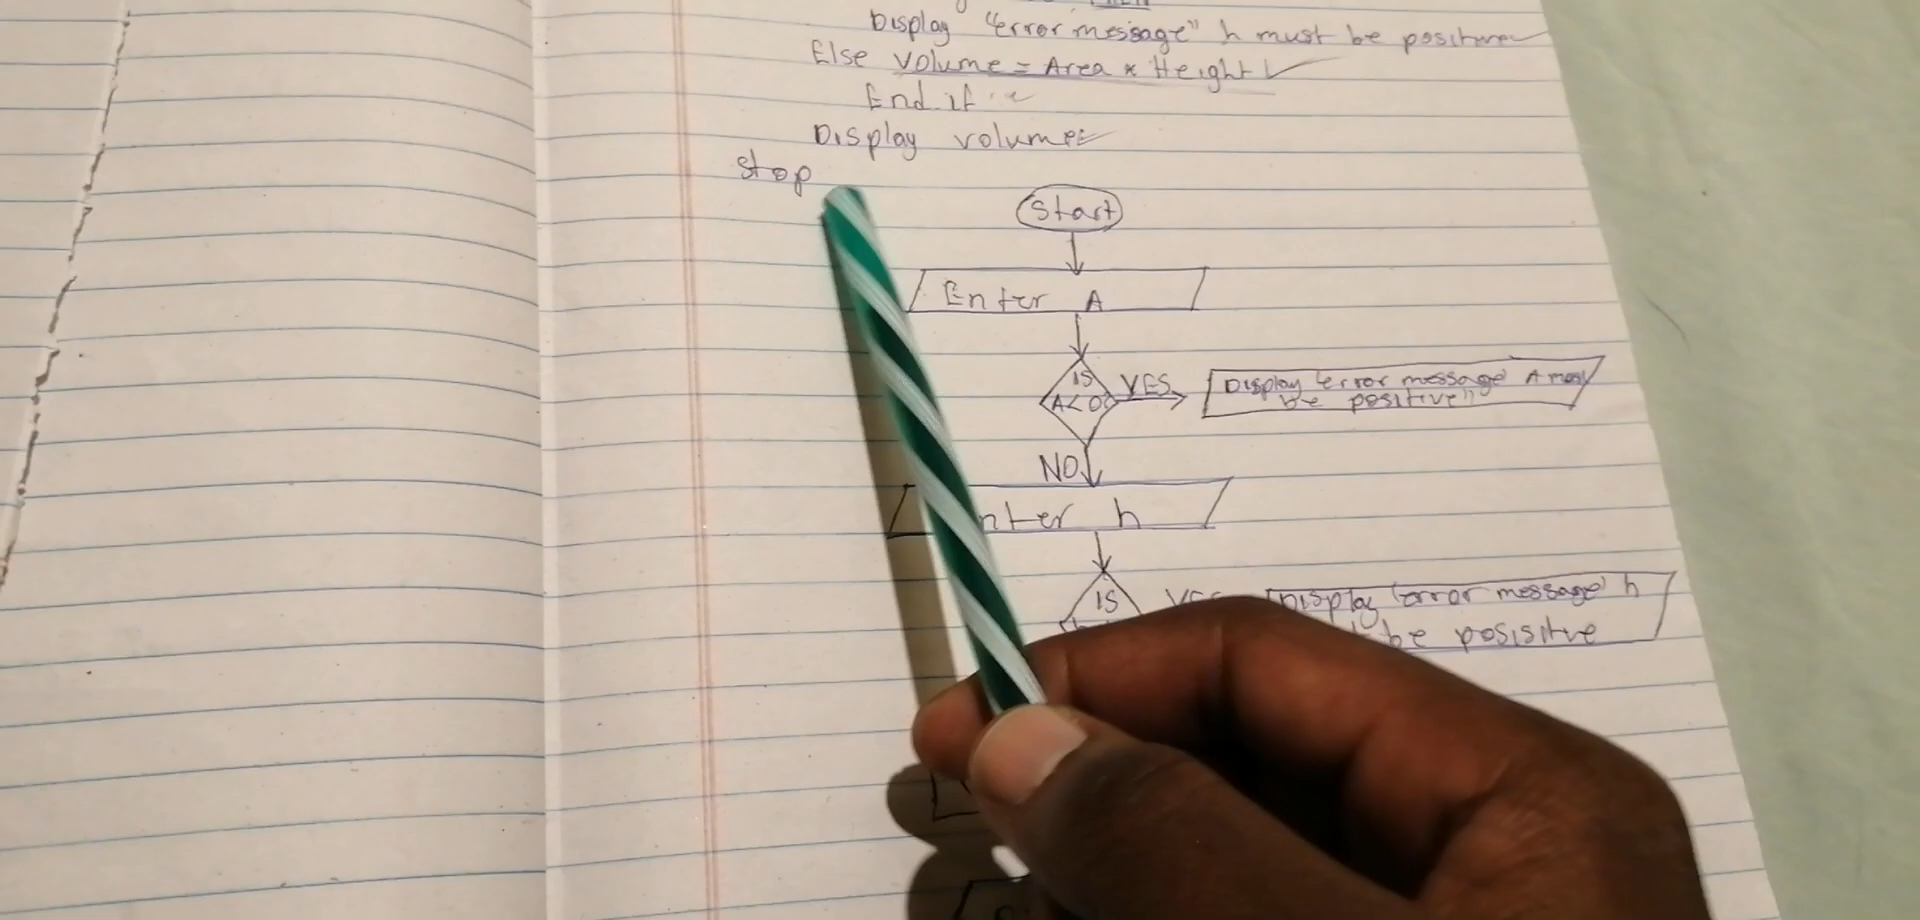 Display "error message" h must be positive
Else volume = Area * Height
End if
Display volume
Stop
Start
Enter A
IS
A<0
YES
Display "error message" A may
be positive"
NO
nter h
IS
Display "error message" h
be posisitve